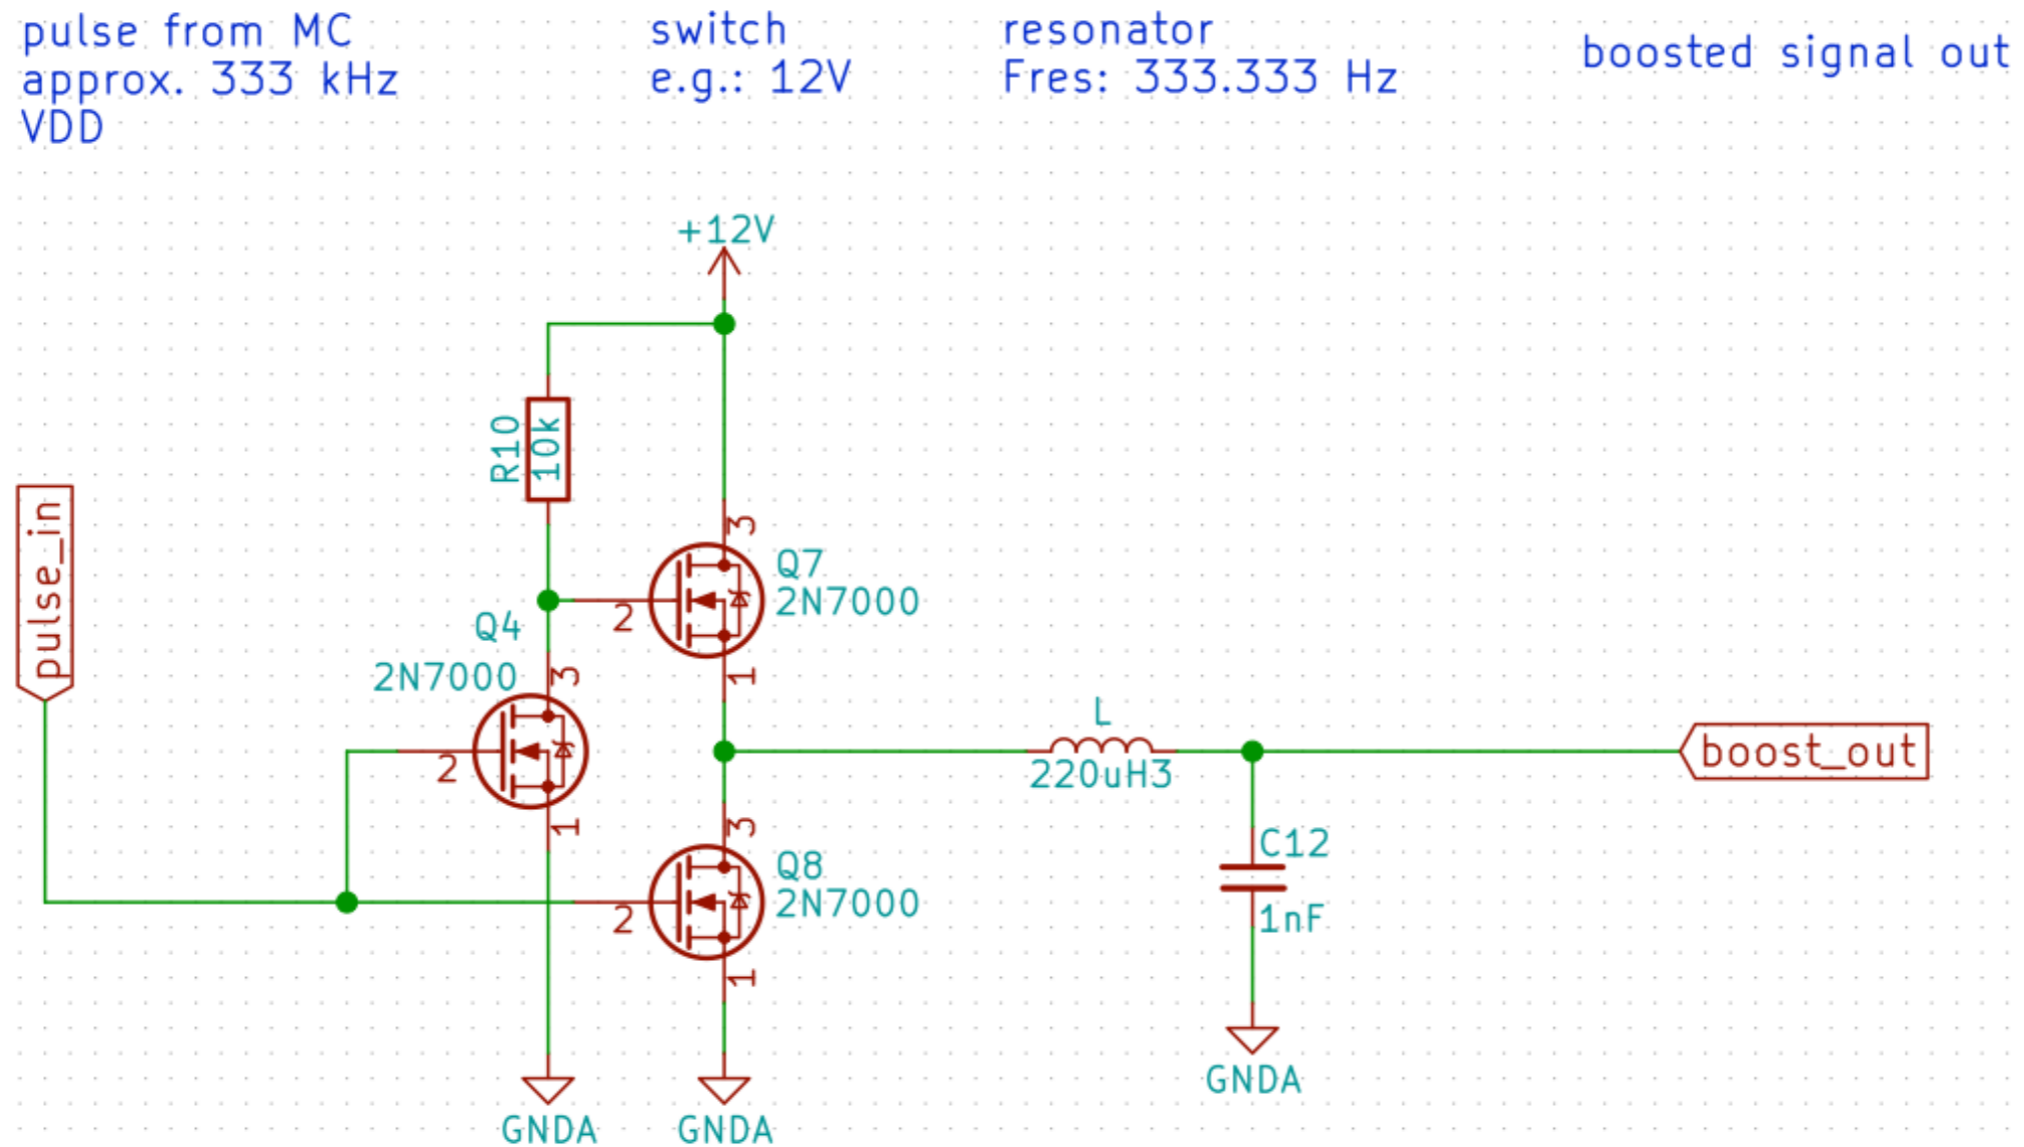 pulse from MC
approx. 333 kHz
VDD
switch
e.g.: 12V
resonator
Fres: 333.333 Hz
boosted signal out
+12V
R10
10k
pulse_in
3
Q7
2N7000
2
1
Q4
2N7000
3
2
1
L
220uH3
boost_out
3
Q8
2N7000
2
1
C12
1nF
GNDA
GNDA
GNDA